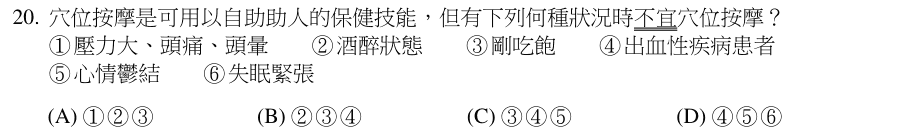 20. 穴位按摩是可用以自助助人的保健技能，但有下列何種狀況時不宜穴位按摩？
①壓力大、頭痛、頭暈 ②酒醉狀態 ③剛吃飽 ④出血性疾病患者
⑤心情鬱結 ⑥失眠緊張
(A) ①②③ (B) ②③④ (C) ③④⑤ (D) ④⑤⑥